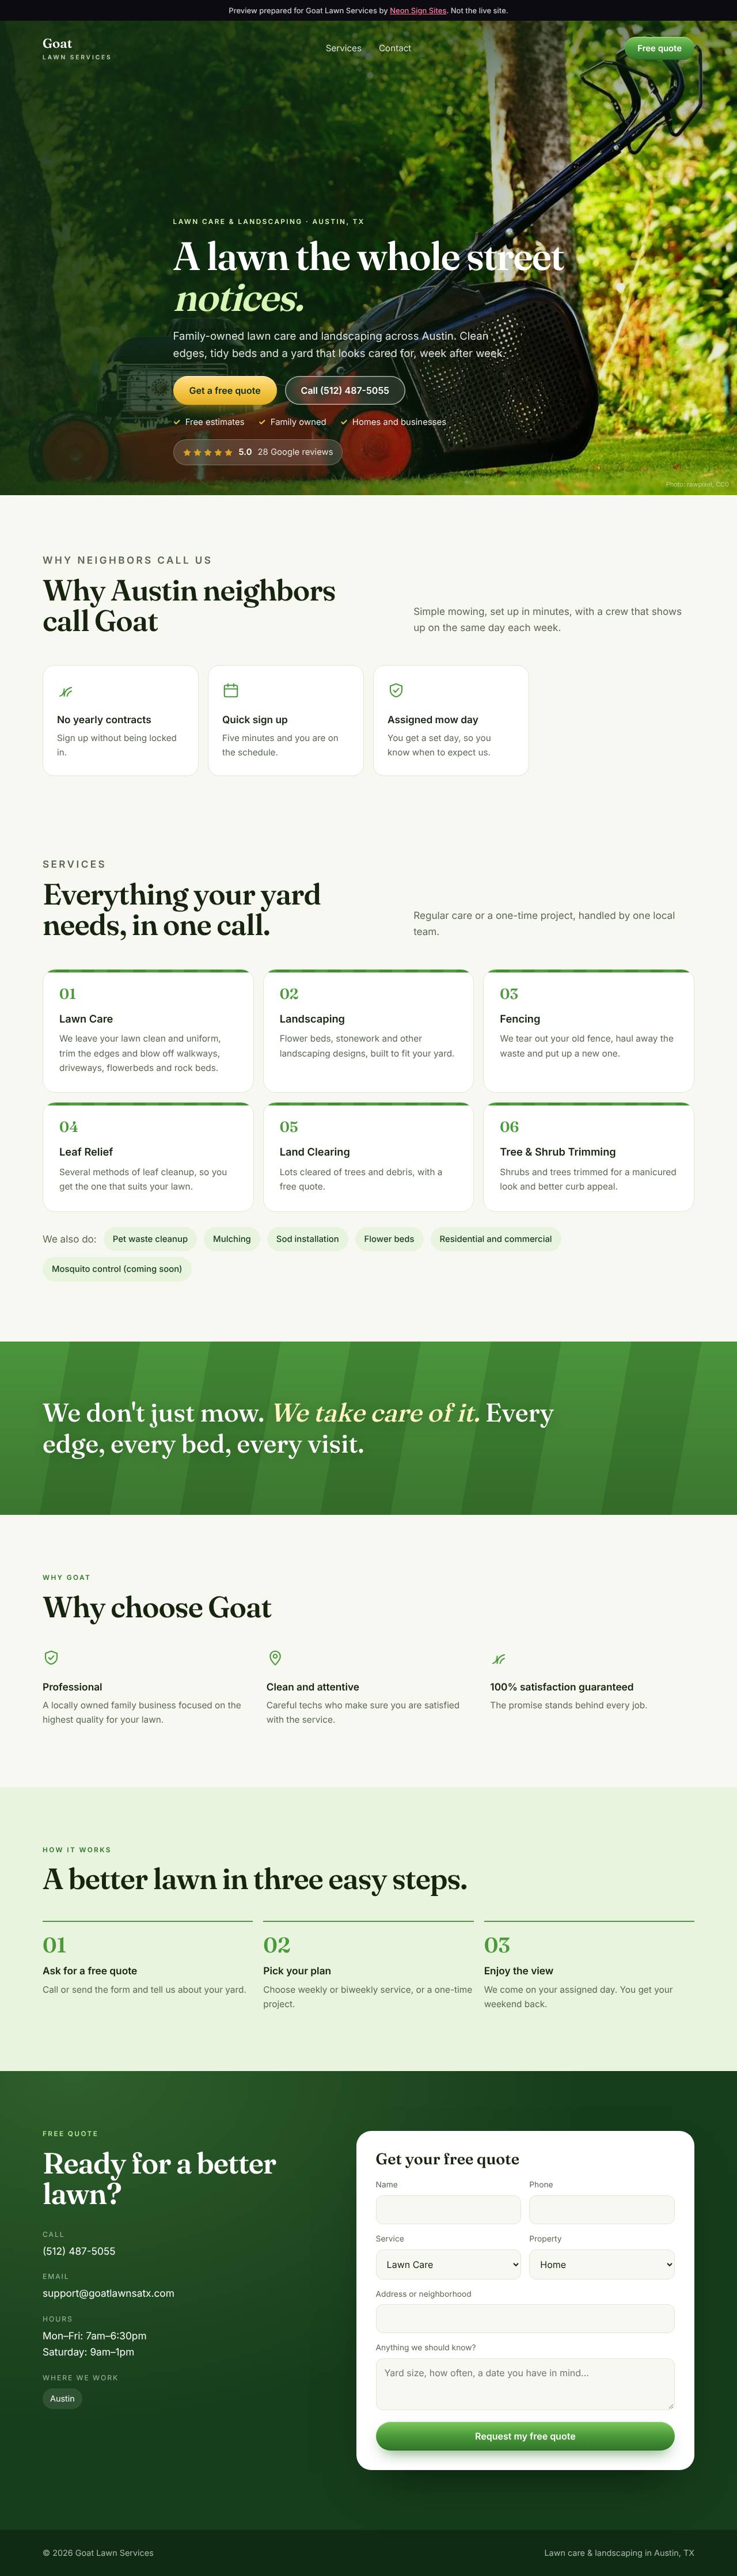 Preview prepared for Goat Lawn Services by Neon Sign Sites. Not the live site.
Goat
LAWN SERVICES
Services
Contact
Free quote
LAWN CARE & LANDSCAPING · AUSTIN, TX
A lawn the whole street
notices.
Family-owned lawn care and landscaping across Austin. Clean
edges, tidy beds and a yard that looks cared for, week after week.
Get a free quote
Call (512) 487-5055
Free estimates
Family owned
Homes and businesses
5.0 28 Google reviews
Photo: rawpixel, CC0
WHY NEIGHBORS CALL US
Why Austin neighbors
call Goat
Simple mowing, set up in minutes, with a crew that shows
up on the same day each week.
No yearly contracts
Sign up without being locked
in.
Quick sign up
Five minutes and you are on
the schedule.
Assigned mow day
You get a set day, so you
know when to expect us.
SERVICES
Everything your yard
needs, in one call.
Regular care or a one-time project, handled by one local
team.
01
Lawn Care
We leave your lawn clean and uniform,
trim the edges and blow off walkways,
driveways, flowerbeds and rock beds.
02
Landscaping
Flower beds, stonework and other
landscaping designs, built to fit your yard.
03
Fencing
We tear out your old fence, haul away the
waste and put up a new one.
04
Leaf Relief
Several methods of leaf cleanup, so you
get the one that suits your lawn.
05
Land Clearing
Lots cleared of trees and debris, with a
free quote.
06
Tree & Shrub Trimming
Shrubs and trees trimmed for a manicured
look and better curb appeal.
We also do:
Pet waste cleanup
Mulching
Sod installation
Flower beds
Residential and commercial
Mosquito control (coming soon)
We don't just mow. We take care of it. Every
edge, every bed, every visit.
WHY GOAT
Why choose Goat
Professional
A locally owned family business focused on the
highest quality for your lawn.
Clean and attentive
Careful techs who make sure you are satisfied
with the service.
100% satisfaction guaranteed
The promise stands behind every job.
HOW IT WORKS
A better lawn in three easy steps.
01
Ask for a free quote
Call or send the form and tell us about your yard.
02
Pick your plan
Choose weekly or biweekly service, or a one-time
project.
03
Enjoy the view
We come on your assigned day. You get your
weekend back.
FREE QUOTE
Ready for a better
lawn?
CALL
(512) 487-5055
EMAIL
support@goatlawnsatx.com
HOURS
Mon–Fri: 7am–6:30pm
Saturday: 9am–1pm
WHERE WE WORK
Austin
Get your free quote
Name
Phone
Service
Property
Lawn Care
Home
Address or neighborhood
Anything we should know?
Yard size, how often, a date you have in mind...
Request my free quote
© 2026 Goat Lawn Services
Lawn care & landscaping in Austin, TX